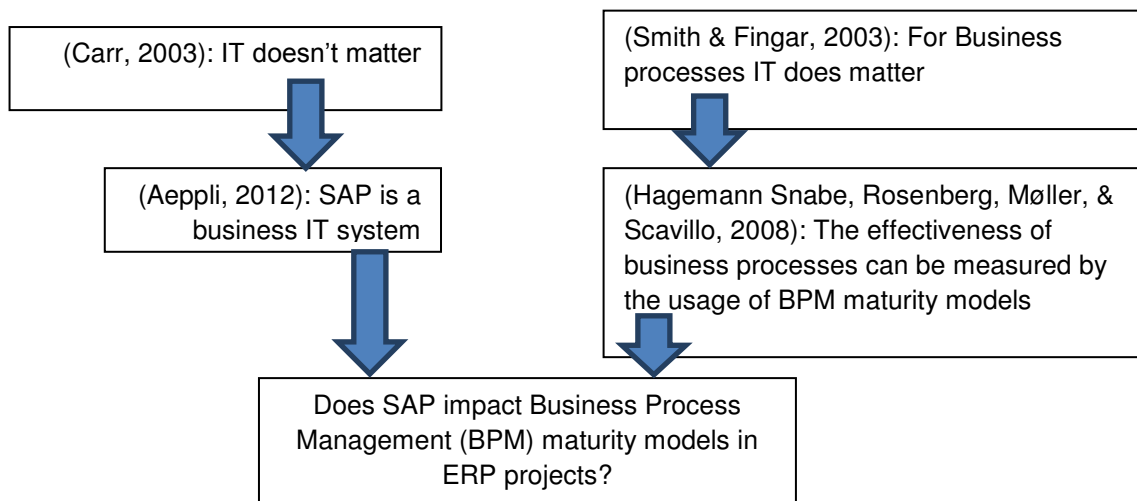 (Carr, 2003): IT doesn’t matter
(Smith & Fingar, 2003): For Business
processes IT does matter
(Aeppli, 2012): SAP is a
business IT system
(Hagemann Snabe, Rosenberg, Møller, &
Scavillo, 2008): The effectiveness of
business processes can be measured by
the usage of BPM maturity models
Does SAP impact Business Process
Management (BPM) maturity models in
ERP projects?